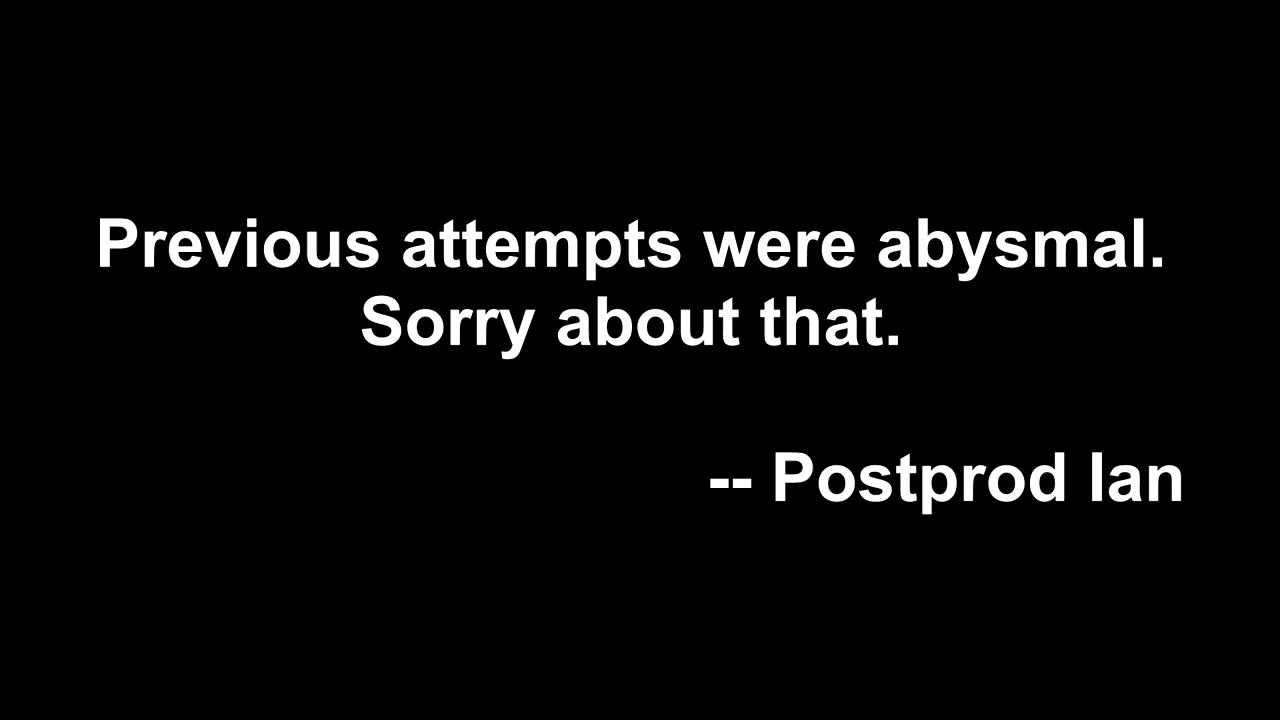 Previous attempts were abysmal.
Sorry about that.
-- Postprod Ian